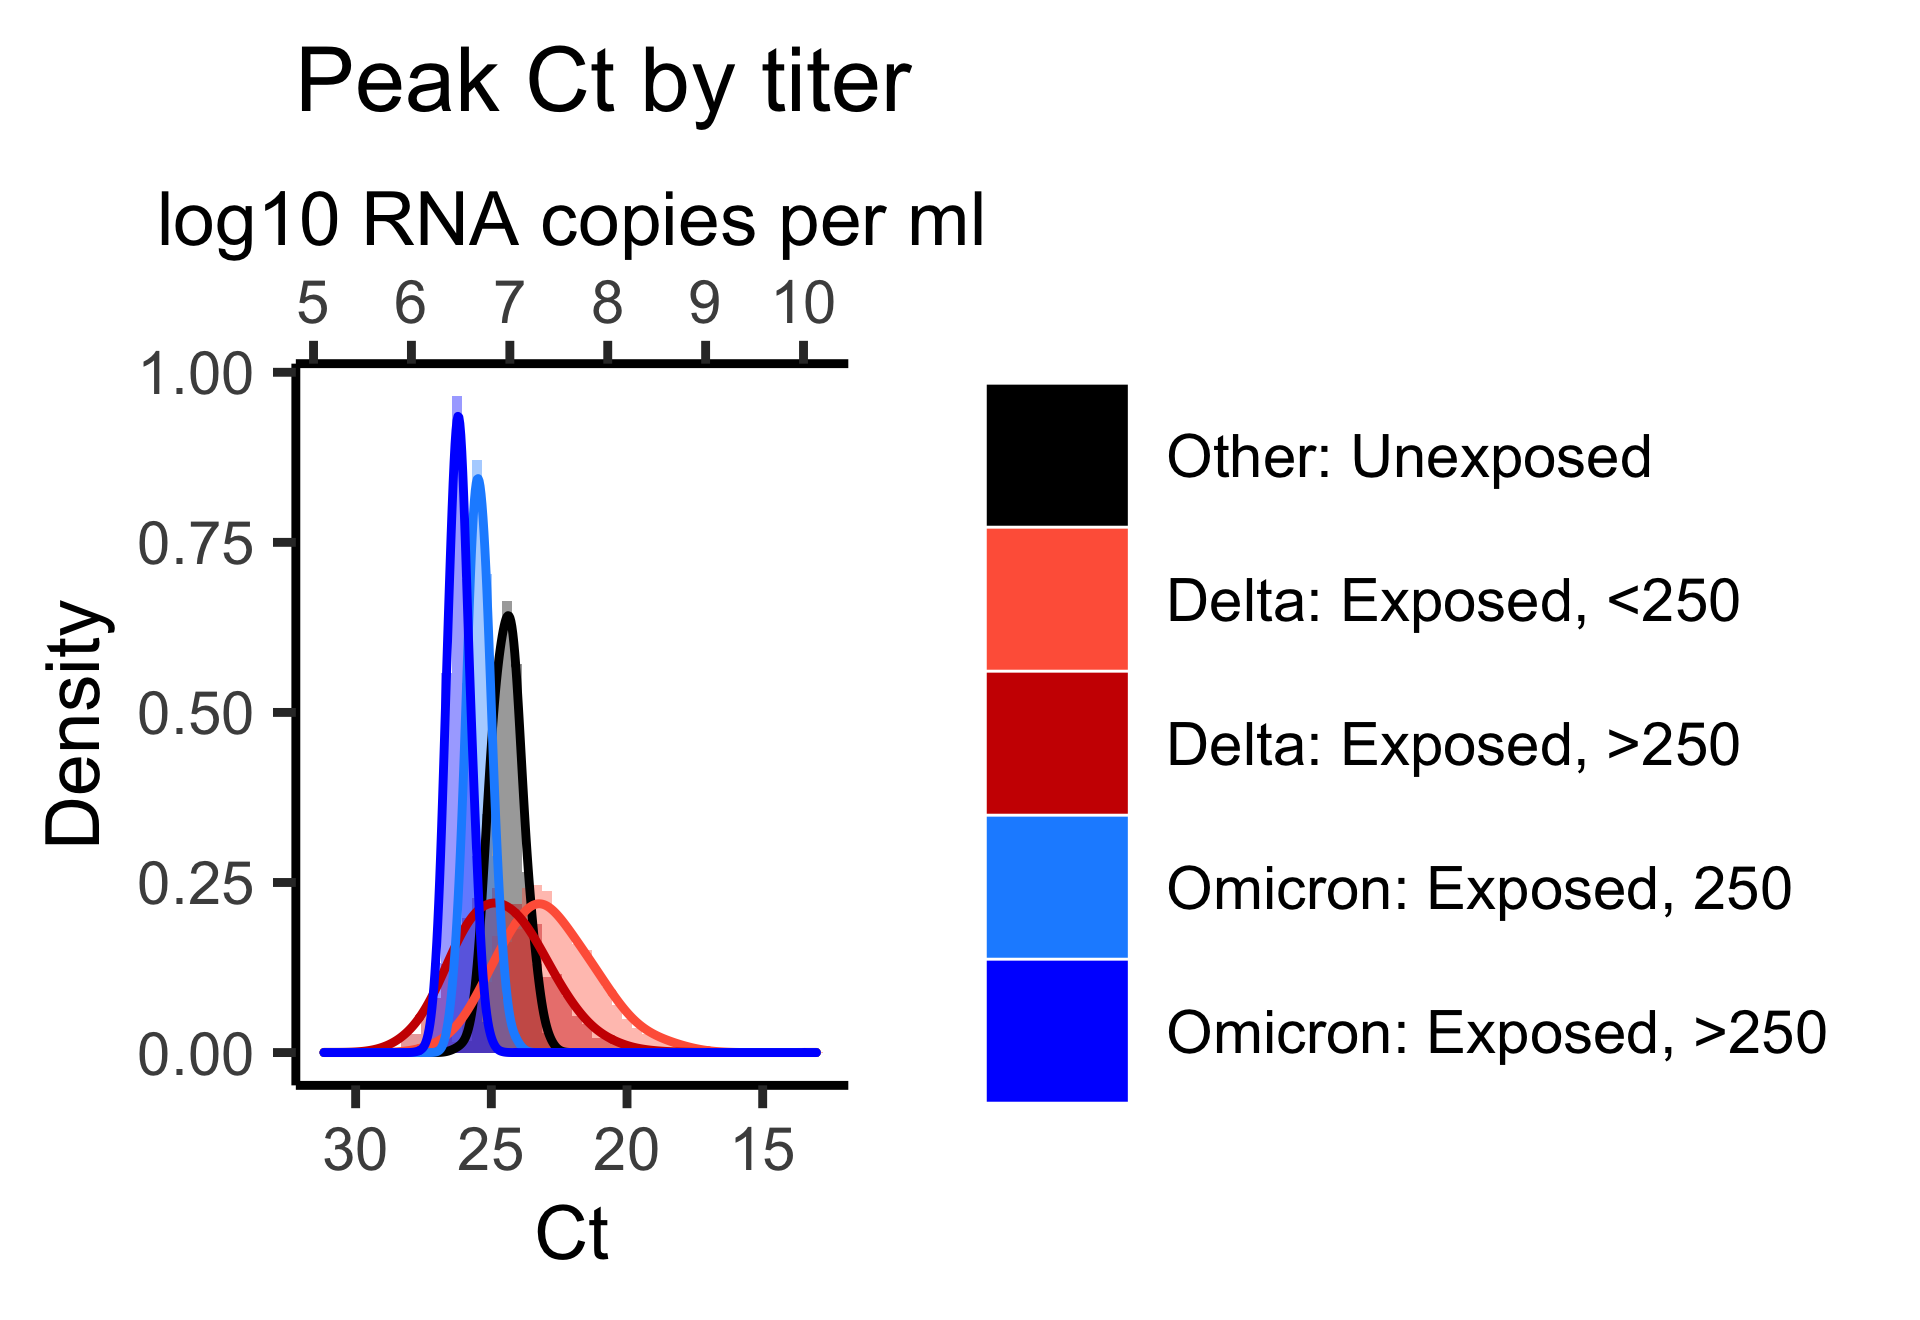 Peak Ct by titer
log10 RNA copies per ml
5 6 7 8 9 10
1.00
0.75
0.50
0.25
0.00
Density
30 25 20 15
Ct
Other: Unexposed
Delta: Exposed, <250
Delta: Exposed, >250
Omicron: Exposed, 250
Omicron: Exposed, >250